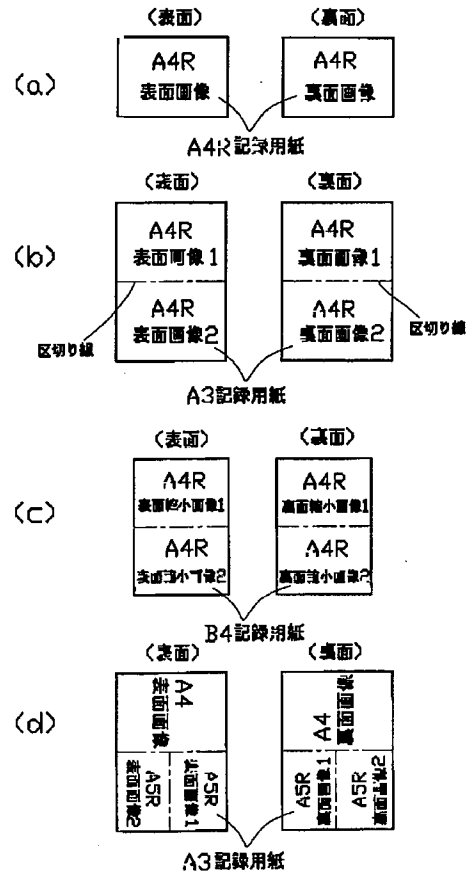 (表面) (裏面)
(a)
A4R A4R
表面画像 裏面画像
A4R記録用紙
(表面) (裏面)
(b)
A4R A4R
表面画像1 裏面画像1
A4R A4R
表面画像2 裏面画像2
区切り線 区切り線
A3記録用紙
(表面) (裏面)
(c)
A4R A4R
表面縮小画像1 裏面縮小画像1
A4R A4R
表面縮小画像2 裏面縮小画像2
B4記録用紙
(表面) (裏面)
(d)
A4 A4
表面画像 裏面画像
A5R A5R A5R A5R
表面画像2 表面画像1 裏面画像1 裏面画像2
A3記録用紙